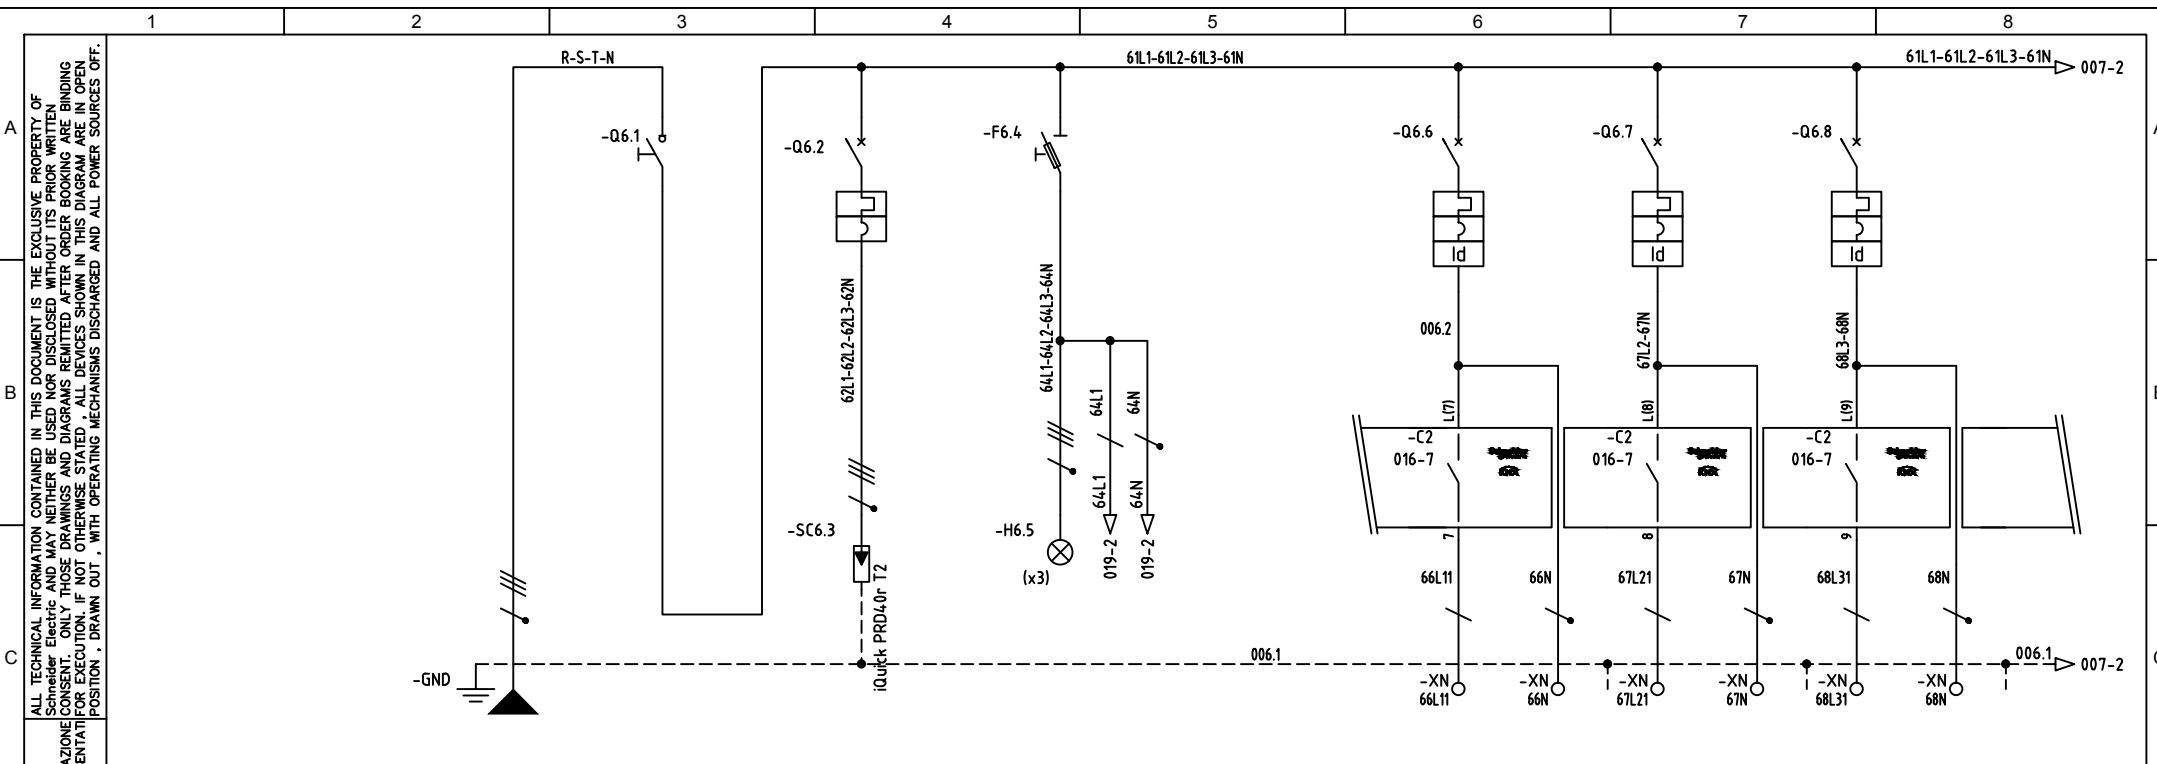 1 2 3 4 5 6 7 8
R-S-T-N
61L1-61L2-61L3-61N
61L1-61L2-61L3-61N
007-2
A
-Q6.1
-Q6.2
-F6.4
-Q6.6
-Q6.7
-Q6.8
Id
Id
Id
62L1-62L2-62L3-62N
64L1-64L2-64L3-64N
006.2
67L2-67N
68L3-68N
B
64L1
64N
L(7)
L(8)
L(9)
-C2
016-7
-C2
016-7
-C2
016-7
64L1
64N
-SC6.3
-H6.5
(x3)
019-2
019-2
7
8
9
66L11
66N
67L21
67N
68L31
68N
iQuick PRD40r T2
C
006.1
006.1
007-2
-GND
-XN
66L11
-XN
66N
-XN
67L21
-XN
67N
-XN
68L31
-XN
68N
ALL TECHNICAL INFORMATION CONTAINED IN THIS DOCUMENT IS THE EXCLUSIVE PROPERTY OF
Schneider Electric AND MAY NEITHER BE USED NOR DISCLOSED WITHOUT ITS PRIOR WRITTEN
CONSENT. ONLY THOSE DRAWINGS AND DIAGRAMS REMITTED AFTER ORDER BOOKING ARE BINDING
FOR EXECUTION. IF NOT OTHERWISE STATED , ALL DEVICES SHOWN IN THIS DIAGRAM ARE IN OPEN
POSITION , DRAWN OUT , WITH OPERATING MECHANISMS DISCHARGED AND ALL POWER SOURCES OFF.
AZIONE
ENTATI